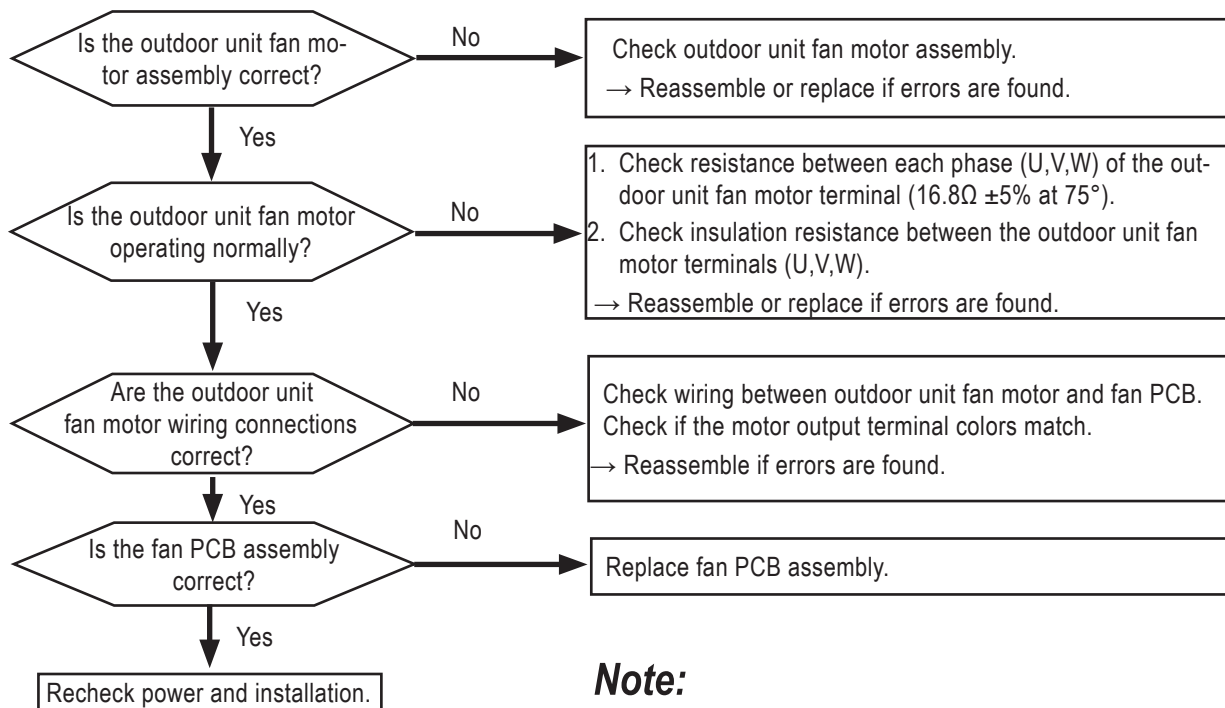 Is the outdoor unit fan mo-
tor assembly correct?
No
Check outdoor unit fan motor assembly.
→ Reassemble or replace if errors are found.
Yes
Is the outdoor unit fan motor
operating normally?
No
1. Check resistance between each phase (U,V,W) of the out-
door unit fan motor terminal (16.8Ω ±5% at 75°).
2. Check insulation resistance between the outdoor unit fan
motor terminals (U,V,W).
→ Reassemble or replace if errors are found.
Yes
Are the outdoor unit
fan motor wiring connections
correct?
No
Check wiring between outdoor unit fan motor and fan PCB.
Check if the motor output terminal colors match.
→ Reassemble if errors are found.
Yes
Is the fan PCB assembly
correct?
No
Replace fan PCB assembly.
Yes
Recheck power and installation.
Note: